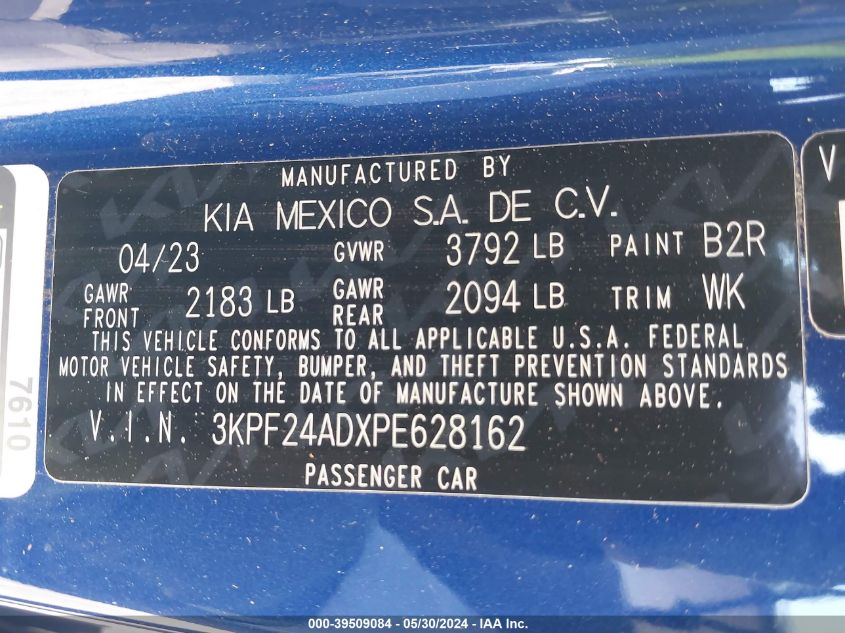 MANUFACTURED BY
KIA MEXICO S.A. DE C.V.
04/23 GVWR 3792 LB PAINT B2R
GAWR FRONT 2183 LB GAWR REAR 2094 LB TRIM WK
THIS VEHICLE CONFORMS TO ALL APPLICABLE U.S.A. FEDERAL
MOTOR VEHICLE SAFETY, BUMPER, AND THEFT PREVENTION STANDARDS
IN EFFECT ON THE DATE OF MANUFACTURE SHOWN ABOVE.
V.I.N. 3KPF24ADXPE628162
PASSENGER CAR
7610
V
000-39509084 - 05/30/2024 - IAA Inc.